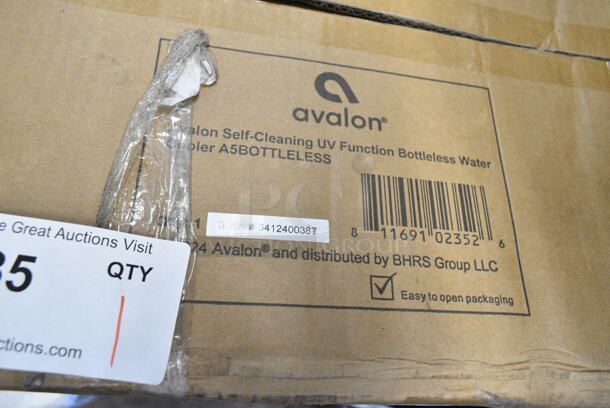 avalon®
valon Self-Cleaning UV Function Bottleless Water
ooler A5BOTTLELESS
1
# 5412400387
8 11691 02352 6
24 Avalon® and distributed by BHRS Group LLC
Easy to open packaging
e Great Auctions Visit
35
QTY
1
ctions.com